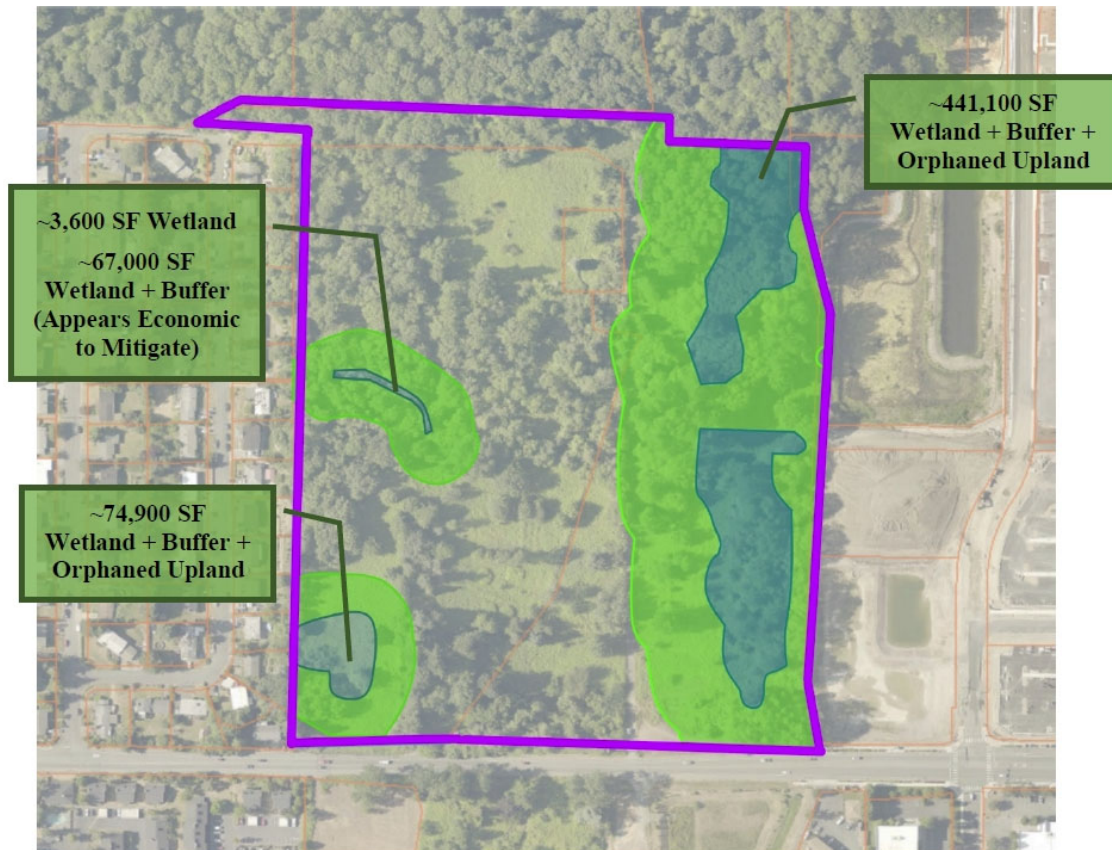 ~441,100 SF
Wetland + Buffer +
Orphaned Upland
~3,600 SF Wetland
~67,000 SF
Wetland + Buffer
(Appears Economic
to Mitigate)
~74,900 SF
Wetland + Buffer +
Orphaned Upland